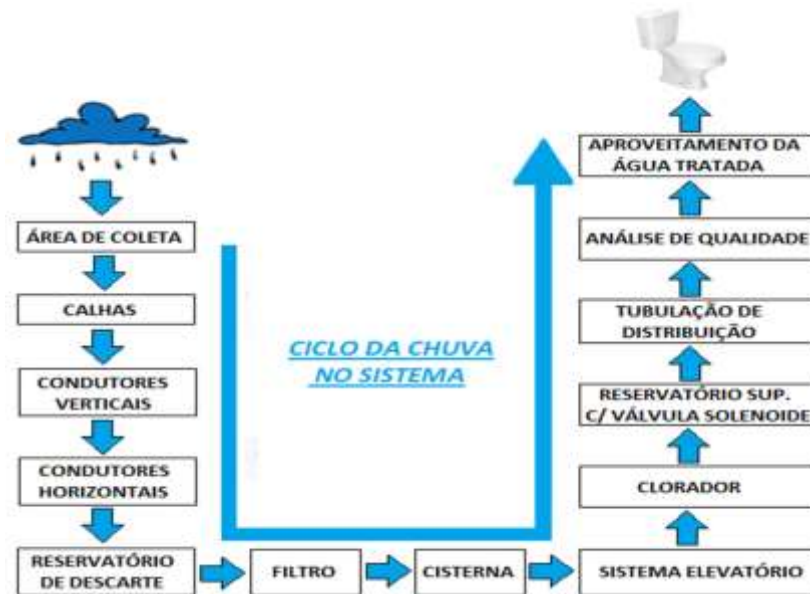 ÁREA DE COLETA
CALHAS
CONDUTORES
VERTICAIS
CONDUTORES
HORIZONTAIS
RESERVATÓRIO
DE DESCARTE
FILTRO
CISTERNA
SISTEMA ELEVATÓRIO
CLORADOR
RESERVATÓRIO SUP.
C/ VÁLVULA SOLENOIDE
TUBULAÇÃO DE
DISTRIBUIÇÃO
ANÁLISE DE QUALIDADE
APROVEITAMENTO DA
ÁGUA TRATADA
CICLO DA CHUVA
NO SISTEMA